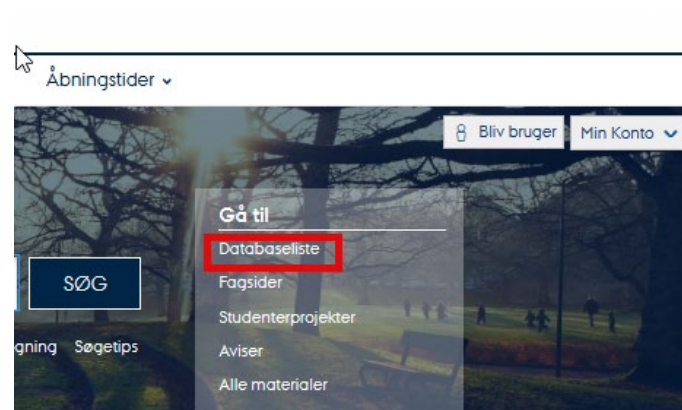 Åbningstider
Bliv bruger Min Konto
Gå til
Databaseliste
SØG
Fagsider
Studenterprojekter
Søgetips
Aviser
Alle materialer